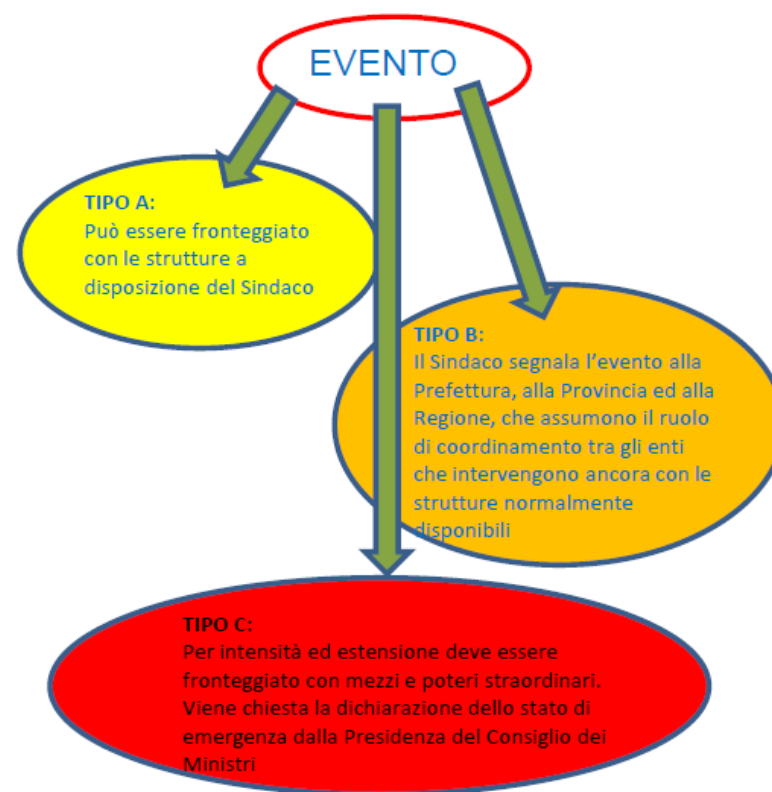 EVENTO
TIPO A:
Può essere fronteggiato
con le strutture a
disposizione del Sindaco
TIPO B:
Il Sindaco segnala l’evento alla
Prefettura, alla Provincia ed alla
Regione, che assumono il ruolo
di coordinamento tra gli enti
che intervengono ancora con le
strutture normalmente
disponibili
TIPO C:
Per intensità ed estensione deve essere
fronteggiato con mezzi e poteri straordinari.
Viene chiesta la dichiarazione dello stato di
emergenza dalla Presidenza del Consiglio dei
Ministri